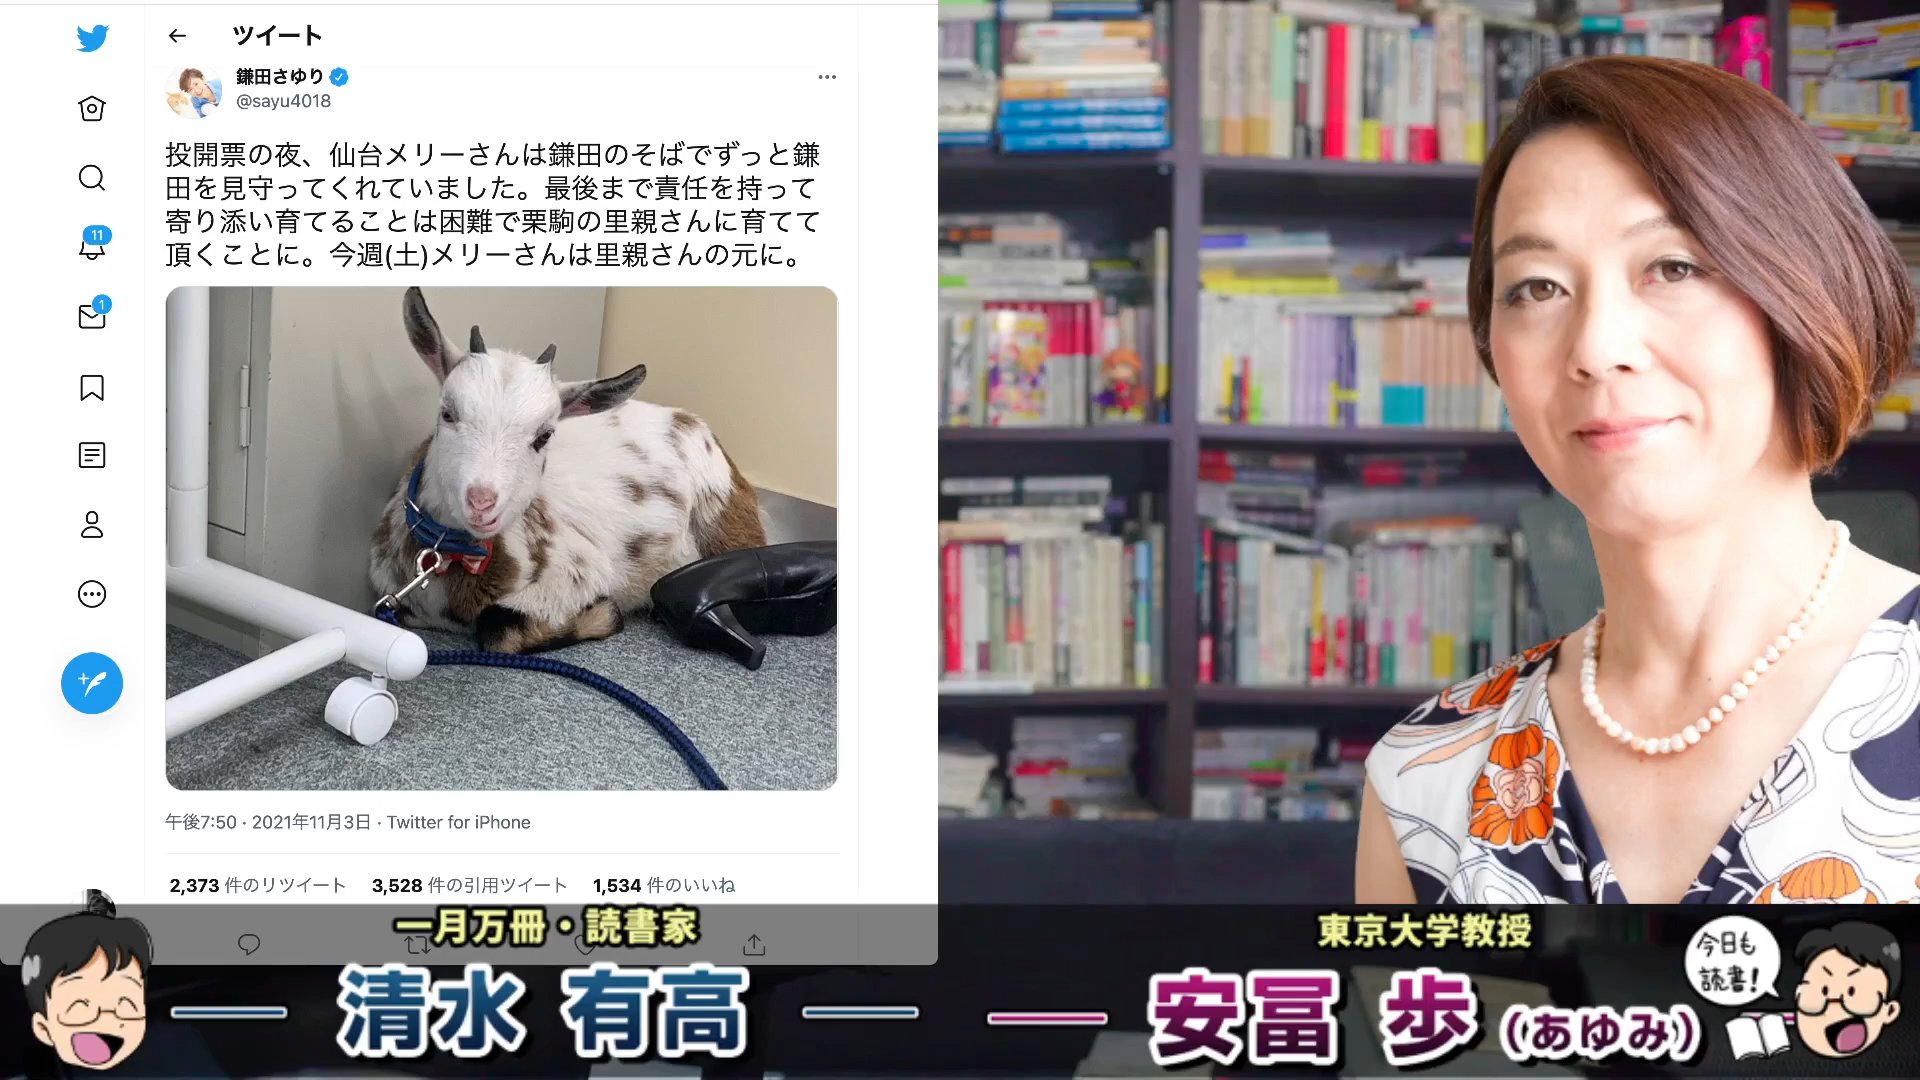 ツイート
鎌田さゆり
@sayu4018
投開票の夜、仙台メリーさんは鎌田のそばでずっと鎌
田を見守ってくれていました。最後まで責任を持って
寄り添い育てることは困難で栗駒の里親さんに育てて
頂くことに。今週(土)メリーさんは里親さんの元に。
11
1
午後7:50 · 2021年11月3日 · Twitter for iPhone
2,373 件のリツイート 3,528 件の引用ツイート 1,534 件のいいね
一月万冊・読書家
清水 有高
東京大学教授
安冨 歩 (あゆみ)
今日も
読書!